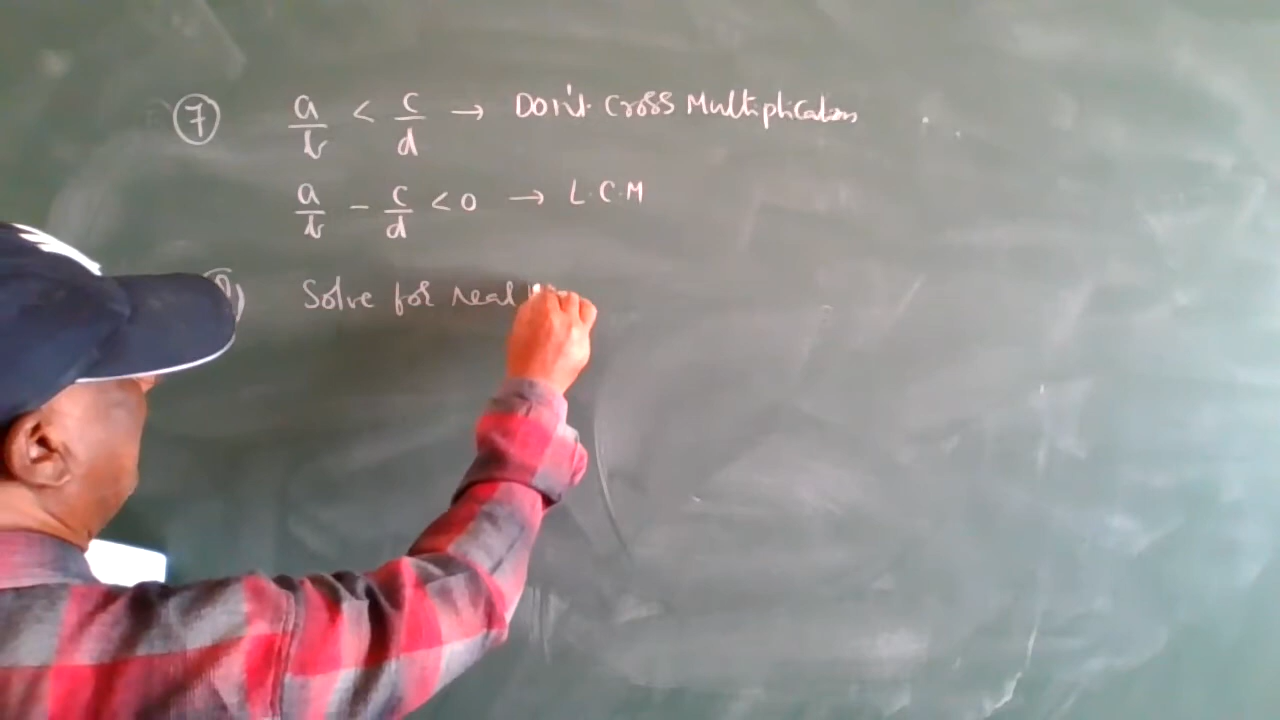 ⑦ a/b < c/d → Don't Cross Multiplication
a/b - c/d < 0 → L.C.M
Solve for real